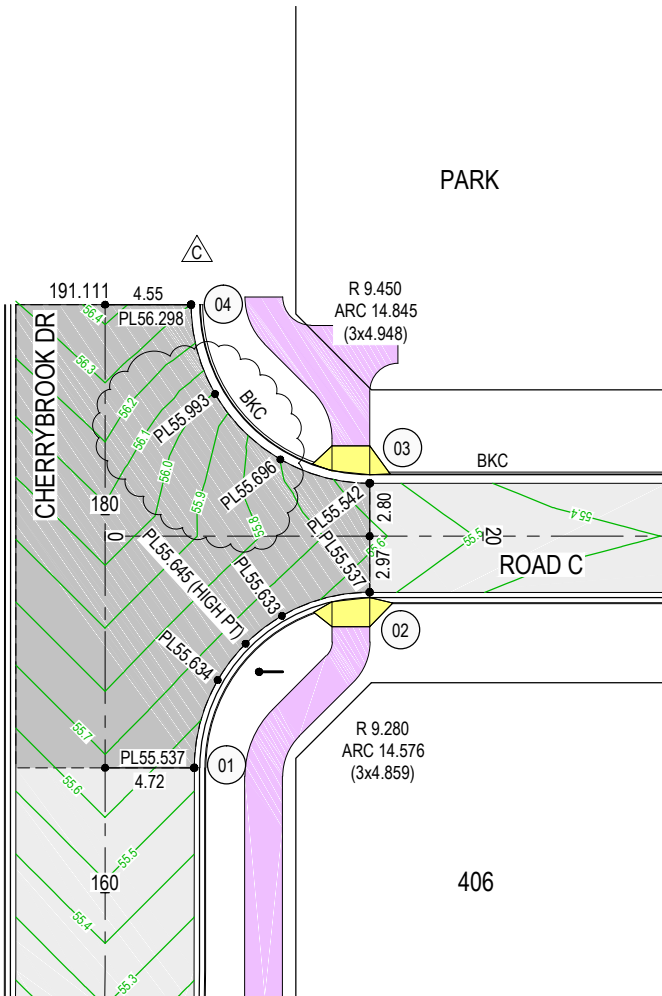 PARK
C
R 9.450
ARC 14.845
(3x4.948)
191.111
4.55
04
PL56.298
56.4
CHERRYBROOK DR
56.3
56.2
BKC
PL55.993
56.1
56.0
03
BKC
PL55.696
55.9
180
55.8
PL55.542
2.80
55.4
0
55.6
55.5
20
PL55.645 (HIGH PT)
PL55.537
2.97
ROAD C
PL55.633
02
PL55.634
55.7
R 9.280
ARC 14.576
(3x4.859)
PL55.537
01
4.72
55.6
55.5
160
406
55.4
55.3